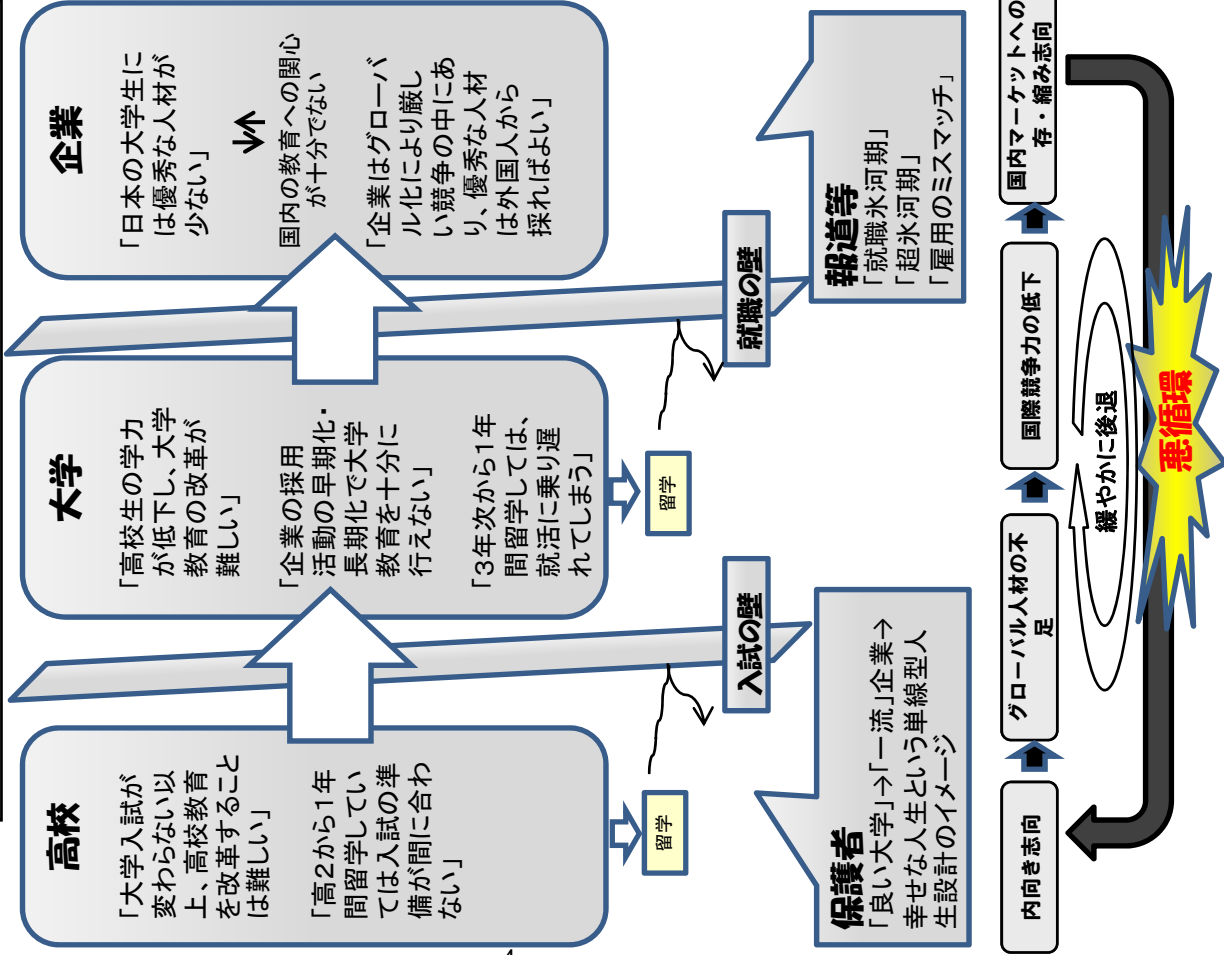 高校
「大学入試が
変わらない以
上、高校教育
を改革すること
は難しい」
「高2から1年
間留学してい
ては入試の準
備が間に合わ
ない」
留学
入試の壁
大学
「高校生の学力
が低下し、大学
教育の改革が
難しい」
「企業の採用
活動の早期化・
長期化で大学
教育を十分に
行えない」
「3年次から1年
間留学しては、
就活に乗り遅
れてしまう」
留学
就職の壁
企業
「日本の大学生に
は優秀な人材が
少ない」
国内の教育への関心
が十分でない
「企業はグローバ
ル化により厳し
い競争の中にあ
り、優秀な人材
は外国人から
採ればよい」
保護者
「良い大学」→「一流」企業→
幸せな人生という単線型人
生設計のイメージ
報道等
「就職氷河期」
「超氷河期」
「雇用のミスマッチ」
内向き志向
グローバル人材の不
足
国際競争力の低下
国内マーケットへの
存・縮み志向
緩やかに後退
悪循環